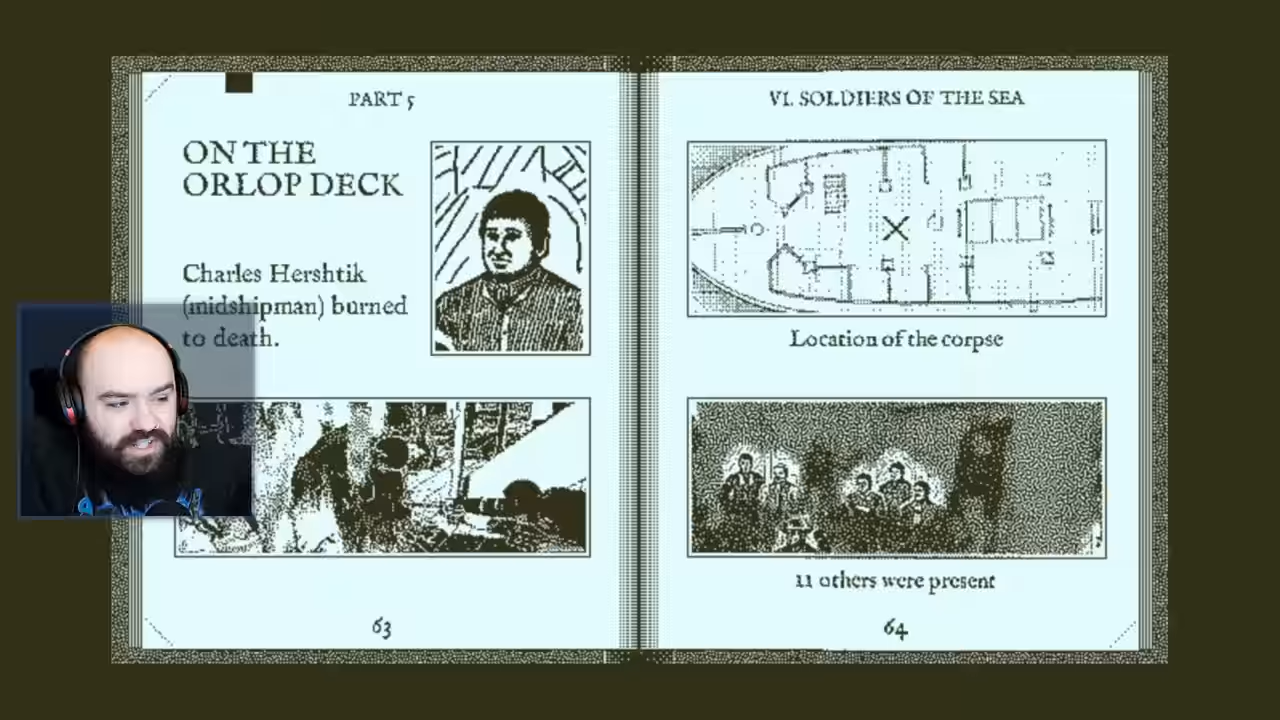 PART 5
ON THE
ORLOP DECK
Charles Hershtik
(midshipman) burned
to death.
63
VI. SOLDIERS OF THE SEA
Location of the corpse
11 others were present
64